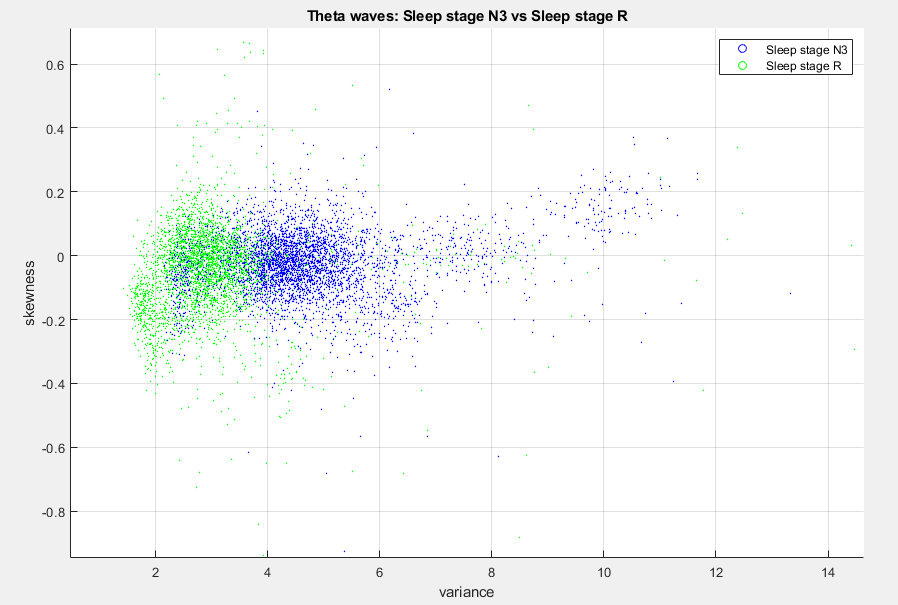 Theta waves: Sleep stage N3 vs Sleep stage R
Sleep stage N3
Sleep stage R
skewness
0.6
0.4
0.2
0
-0.2
-0.4
-0.6
-0.8
2 4 6 8 10 12 14
variance